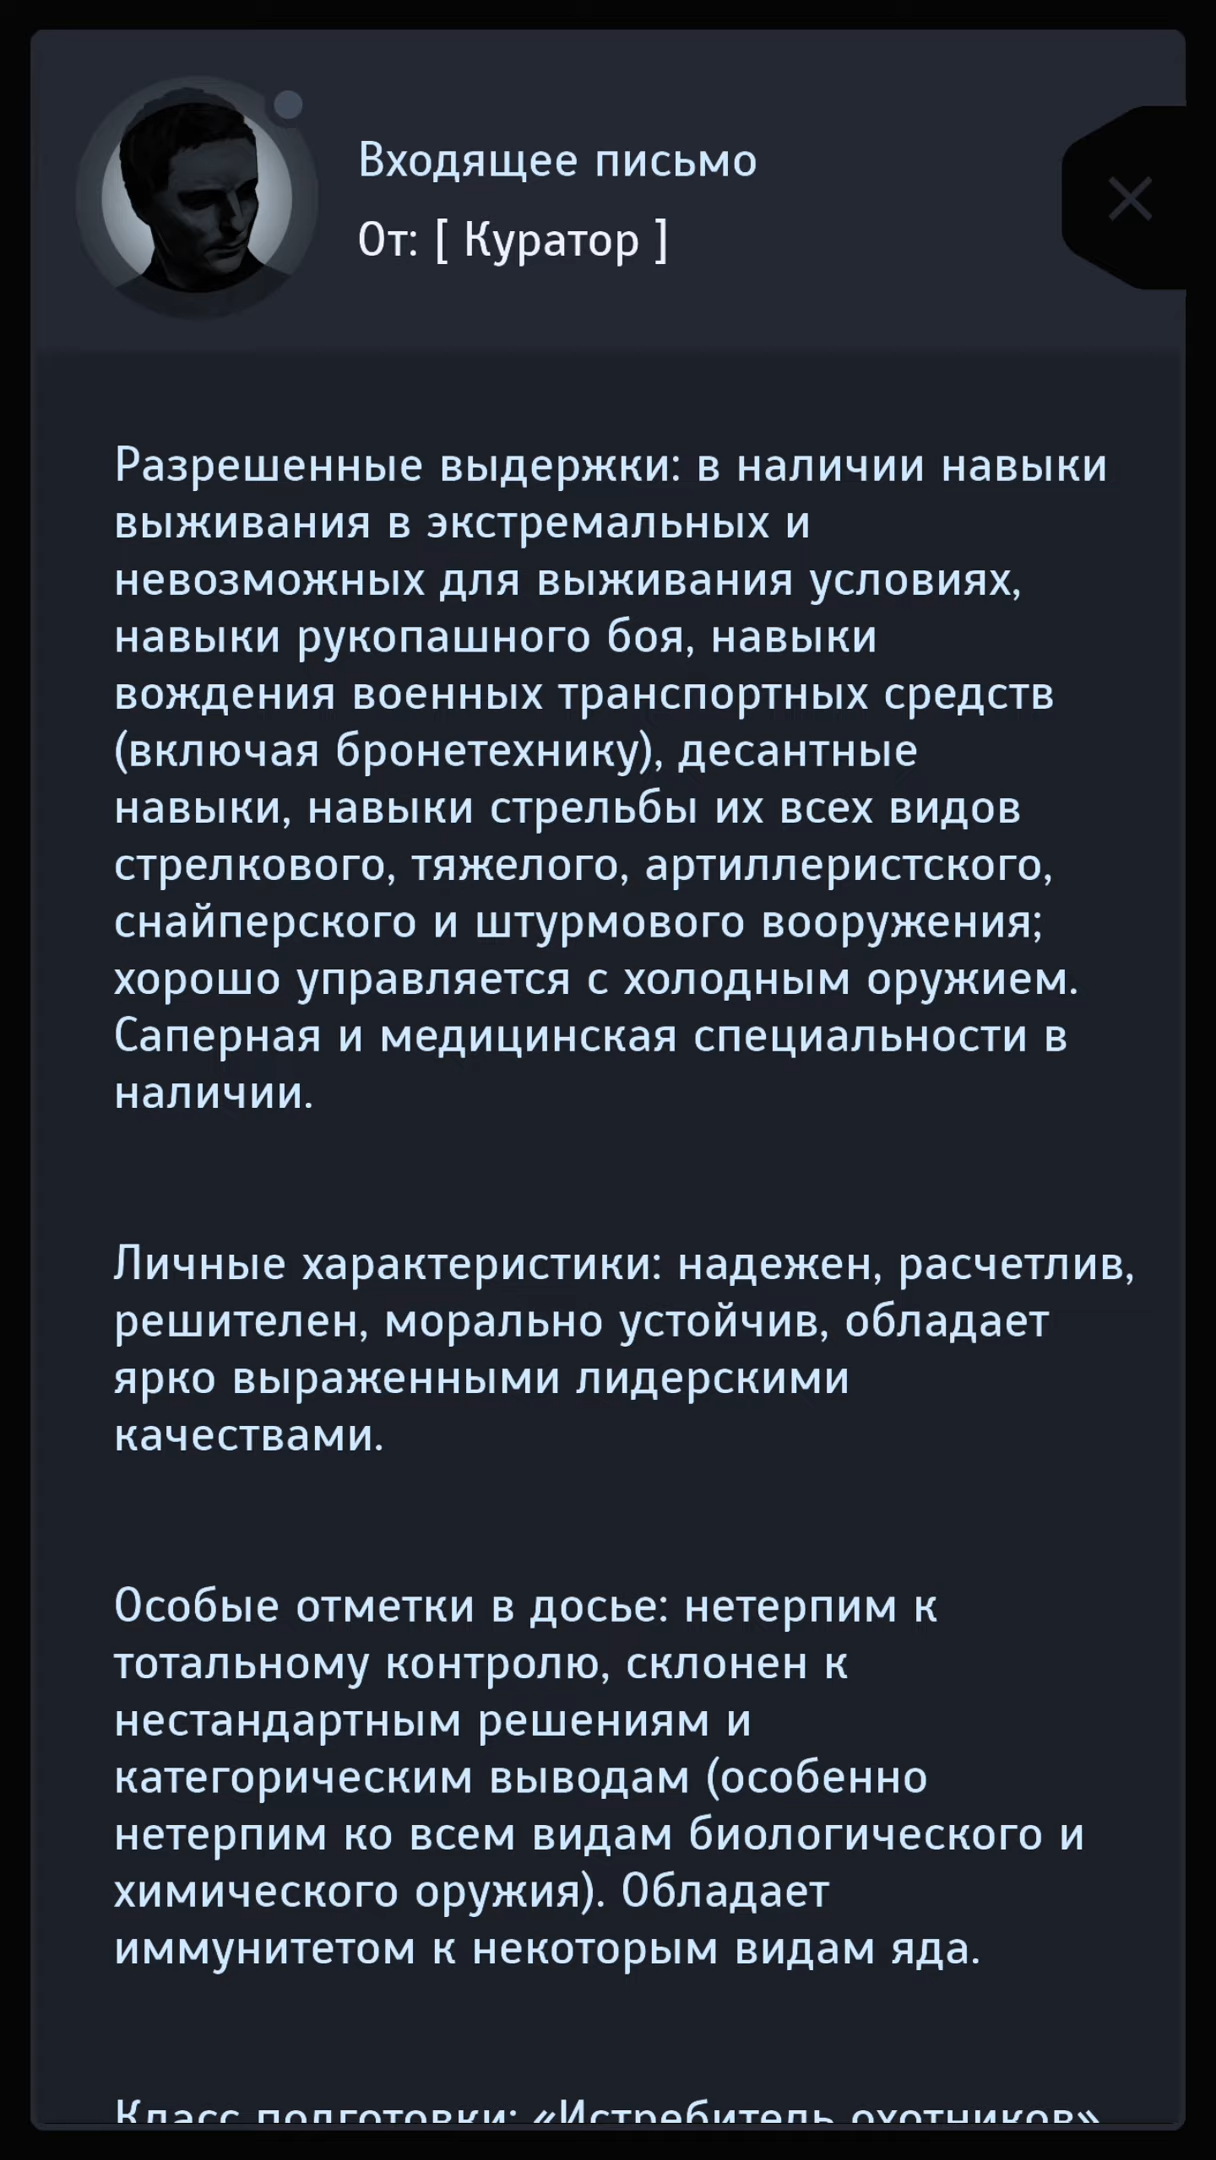 Входящее письмо
От: [ Куратор ]
Разрешенные выдержки: в наличии навыки
выживания в экстремальных и
невозможных для выживания условиях,
навыки рукопашного боя, навыки
вождения военных транспортных средств
(включая бронетехнику), десантные
навыки, навыки стрельбы их всех видов
стрелкового, тяжелого, артиллеристского,
снайперского и штурмового вооружения;
хорошо управляется с холодным оружием.
Саперная и медицинская специальности в
наличии.
Личные характеристики: надежен, расчетлив,
решителен, морально устойчив, обладает
ярко выраженными лидерскими
качествами.
Особые отметки в досье: нетерпим к
тотальному контролю, склонен к
нестандартным решениям и
категорическим выводам (особенно
нетерпим ко всем видам биологического и
химического оружия). Обладает
иммунитетом к некоторым видам яда.
Класс подготовки: «Истребитель охотников»